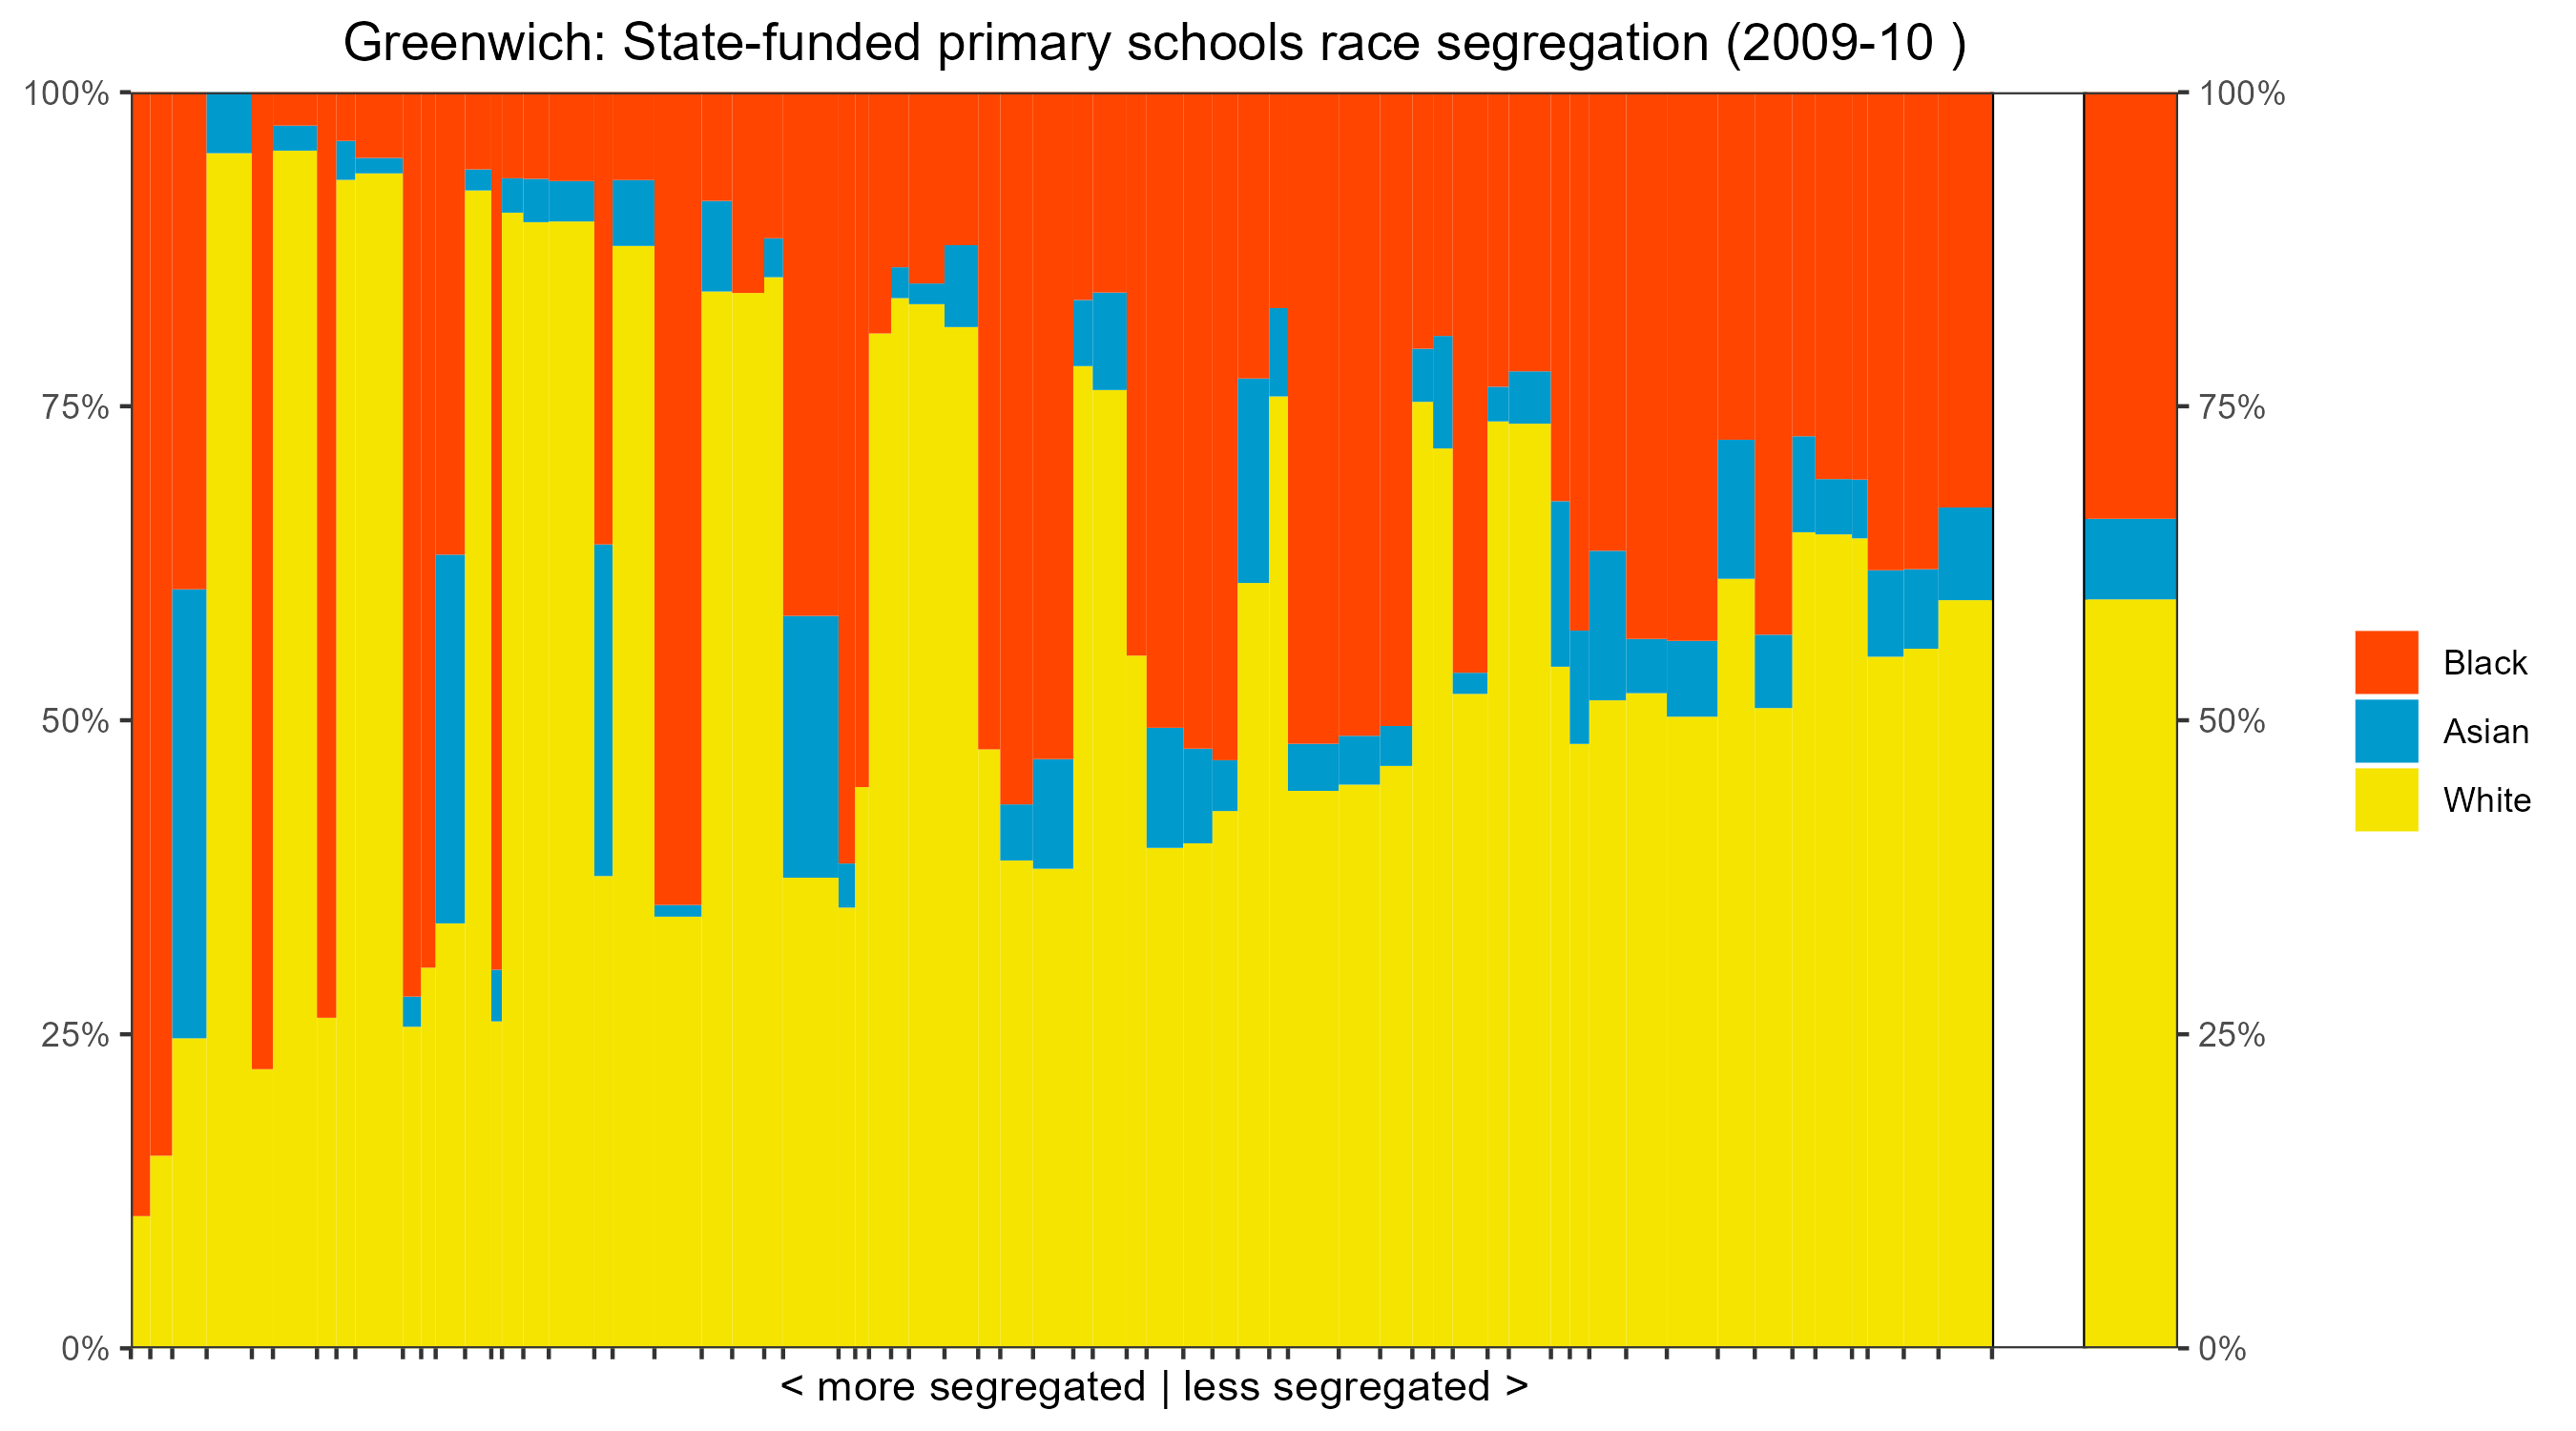 Greenwich: State-funded primary schools race segregation (2009-10 )
100%
75%
50%
25%
0%
100%
75%
50%
25%
0%
Black
Asian
White
< more segregated | less segregated >